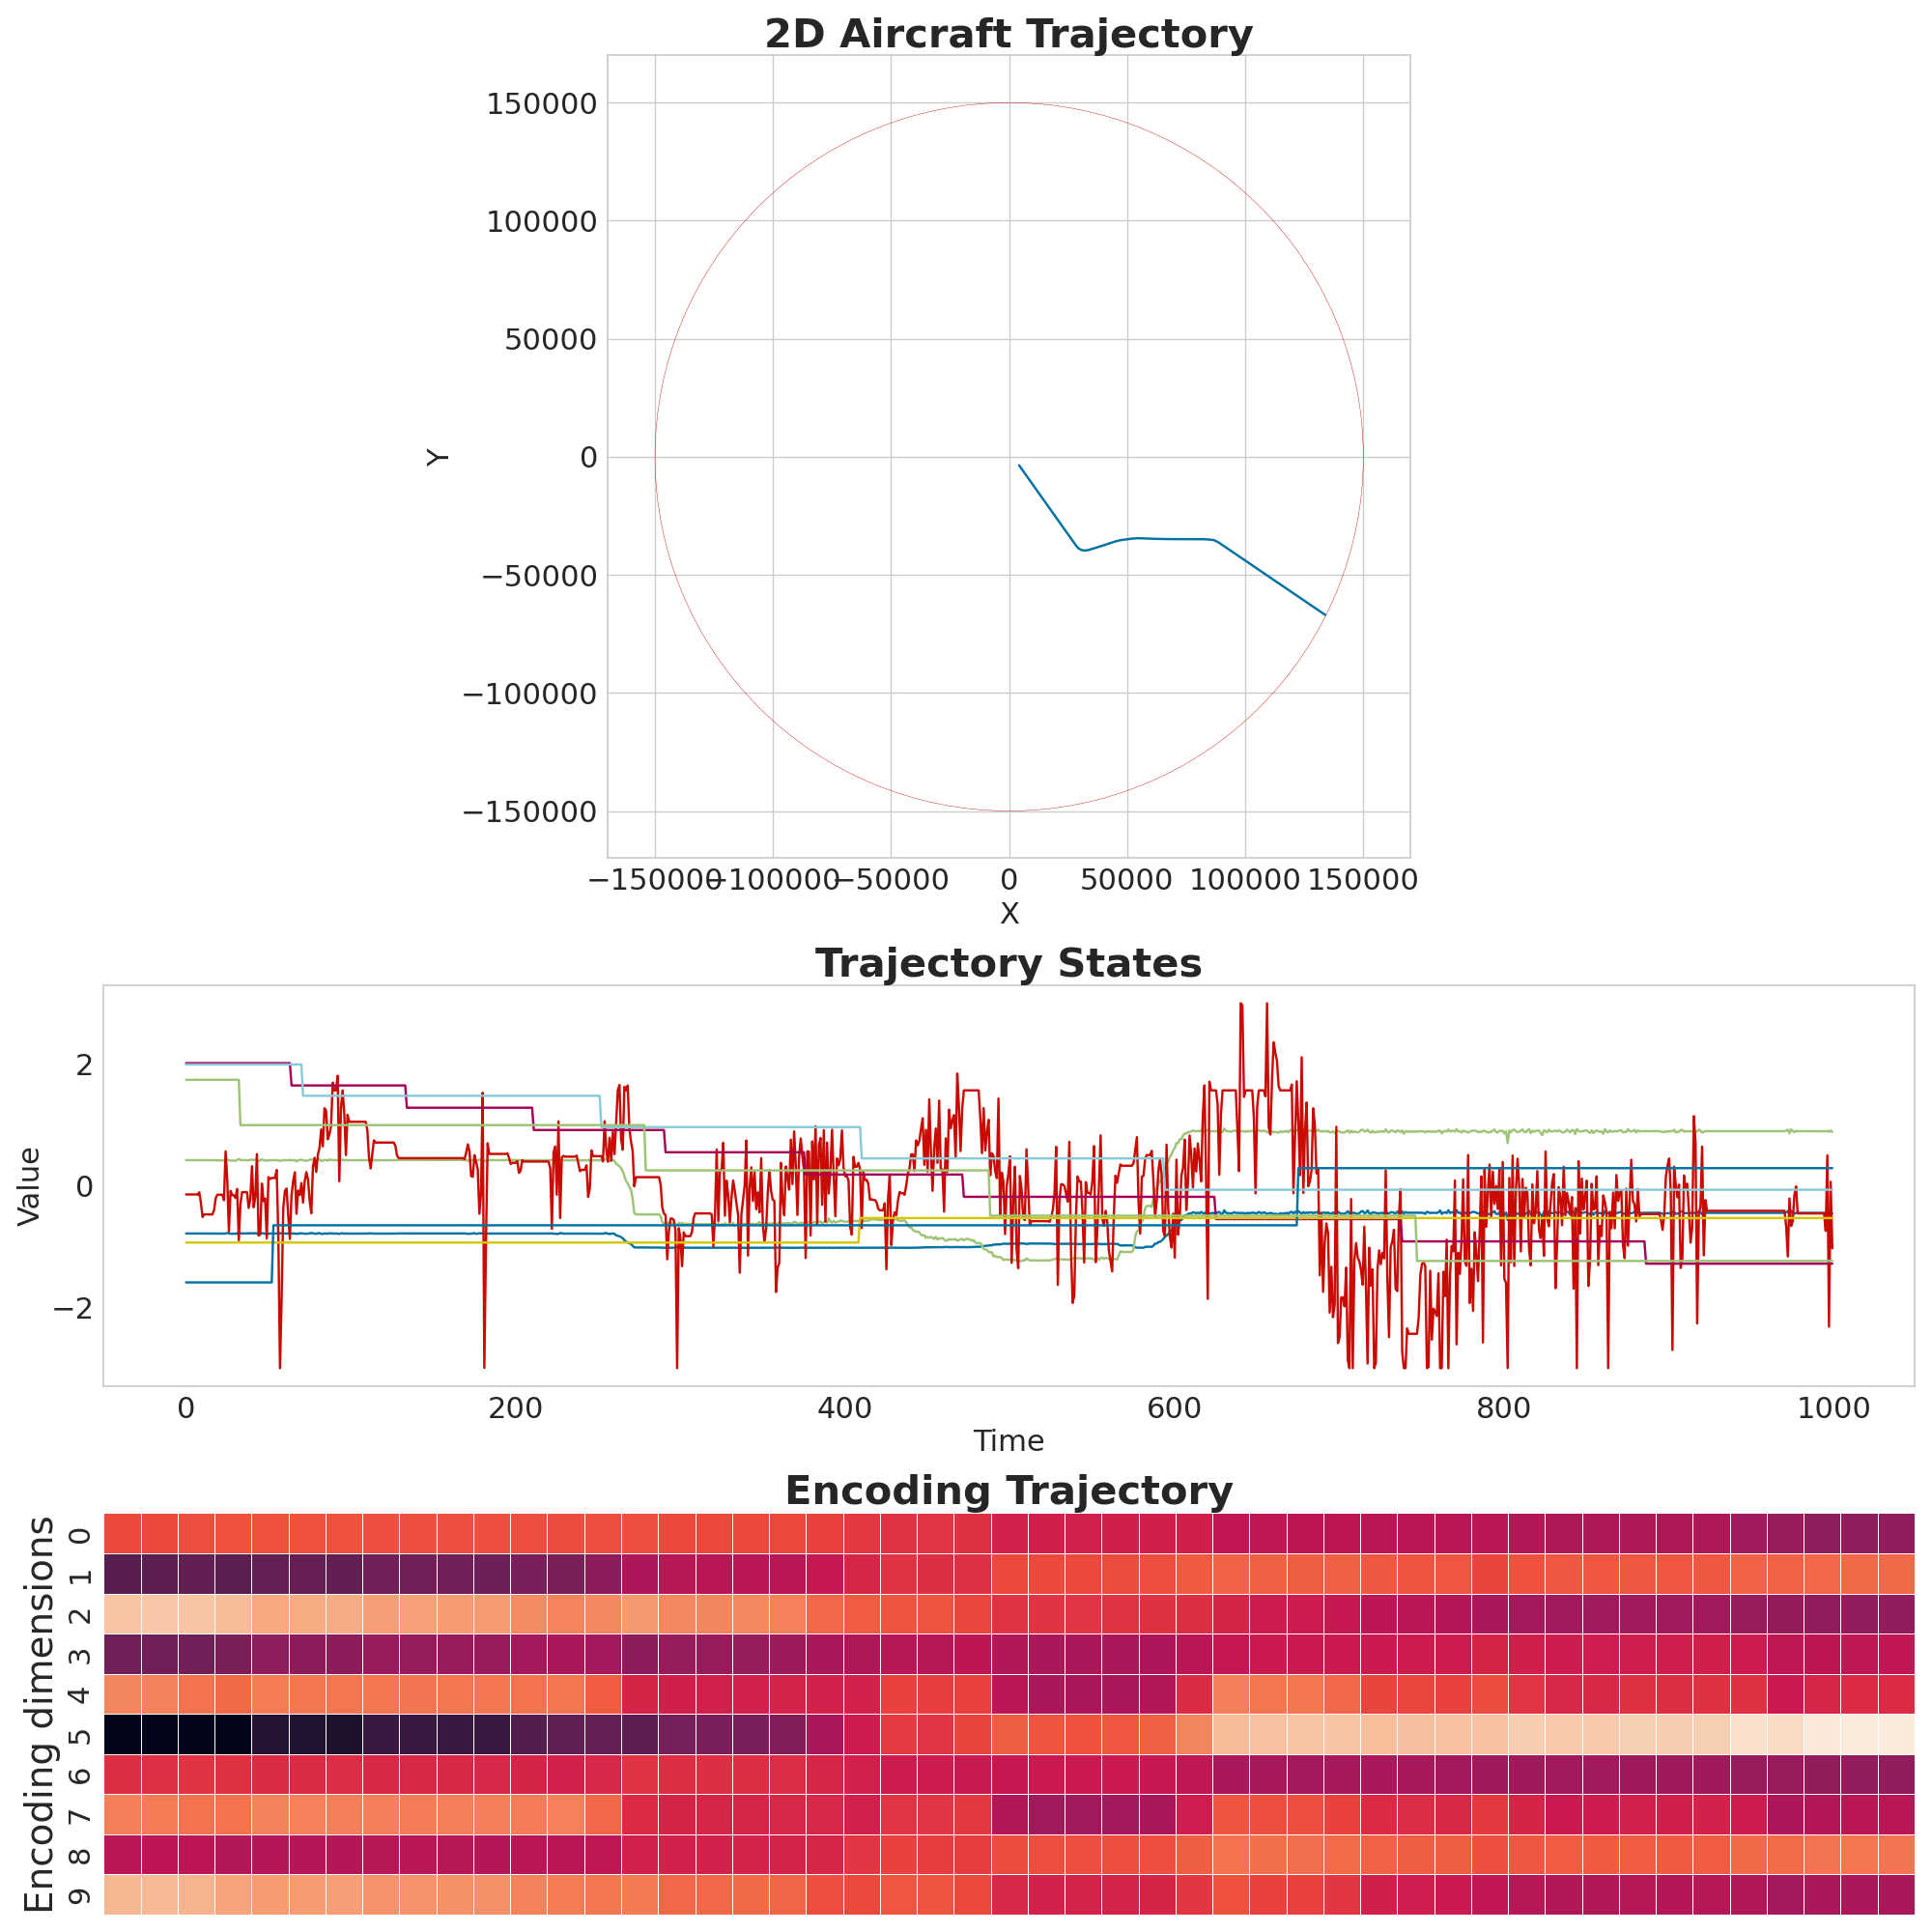 2D Aircraft Trajectory
150000
100000
50000
0
−50000
−100000
−150000
Y
−150000 −100000 −50000 0 50000 100000 150000
X
Trajectory States
2
0
−2
Value
0 200 400 600 800 1000
Time
Encoding Trajectory
Encoding dimensions
0
1
2
3
4
5
6
7
8
9